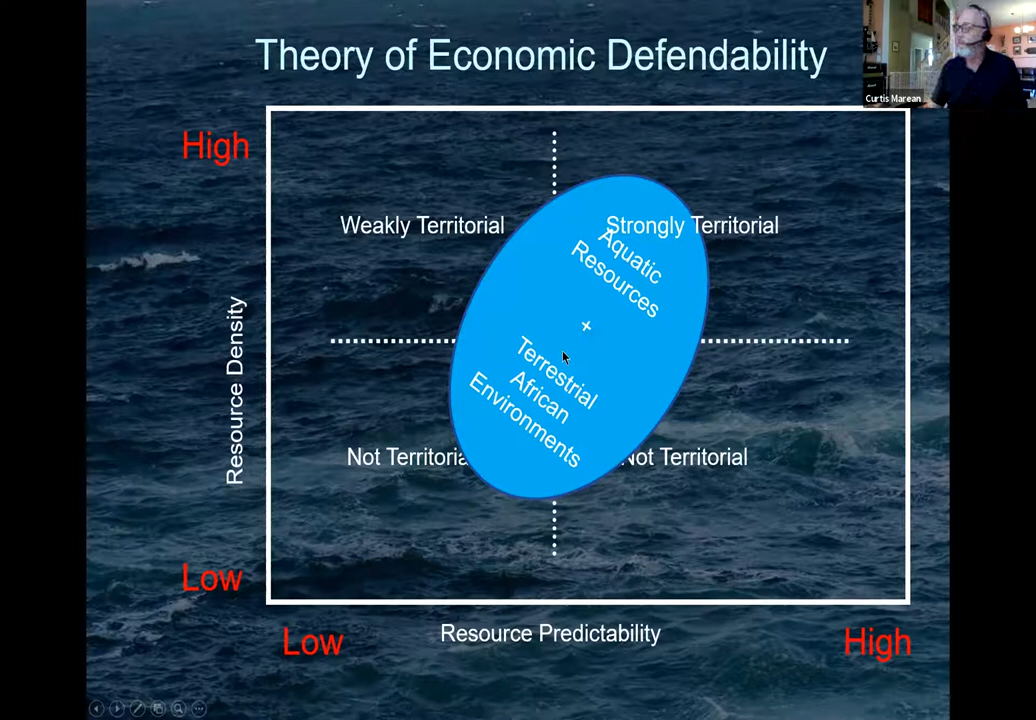 Theory of Economic Defendability
Curtis Marean
High
Weakly Territorial
Strongly Territorial
Aquatic
Resources
+
Terrestrial
African
Environments
Resource Density
Not Territoria
Not Territorial
Low
Low
Resource Predictability
High